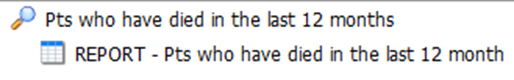 Pts who have died in the last 12 months
REPORT - Pts who have died in the last 12 month